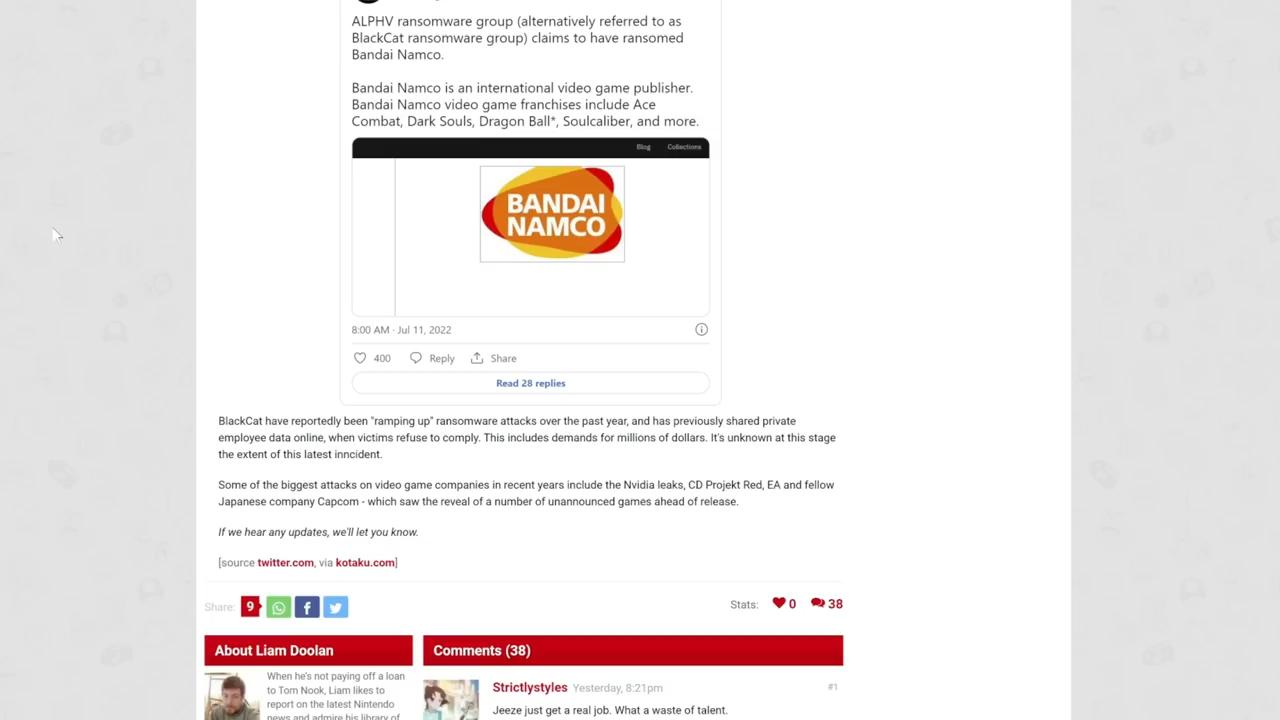 ALPHV ransomware group (alternatively referred to as
BlackCat ransomware group) claims to have ransomed
Bandai Namco.
Bandai Namco is an international video game publisher.
Bandai Namco video game franchises include Ace
Combat, Dark Souls, Dragon Ball*, Soulcaliber, and more.
Blog Collections
BANDAI
NAMCO
8:00 AM · Jul 11, 2022
400 Reply Share
Read 28 replies
BlackCat have reportedly been "ramping up" ransomware attacks over the past year, and has previously shared private
employee data online, when victims refuse to comply. This includes demands for millions of dollars. It's unknown at this stage
the extent of this latest inncident.
Some of the biggest attacks on video game companies in recent years include the Nvidia leaks, CD Projekt Red, EA and fellow
Japanese company Capcom - which saw the reveal of a number of unannounced games ahead of release.
If we hear any updates, we'll let you know.
[source twitter.com, via kotaku.com]
Share: 9 Stats: 0 38
About Liam Doolan
Comments (38)
When he's not paying off a loan
to Tom Nook, Liam likes to
report on the latest Nintendo
news and admire his library of
Strictlystyles Yesterday, 8:21pm #1
Jeeze just get a real job. What a waste of talent.